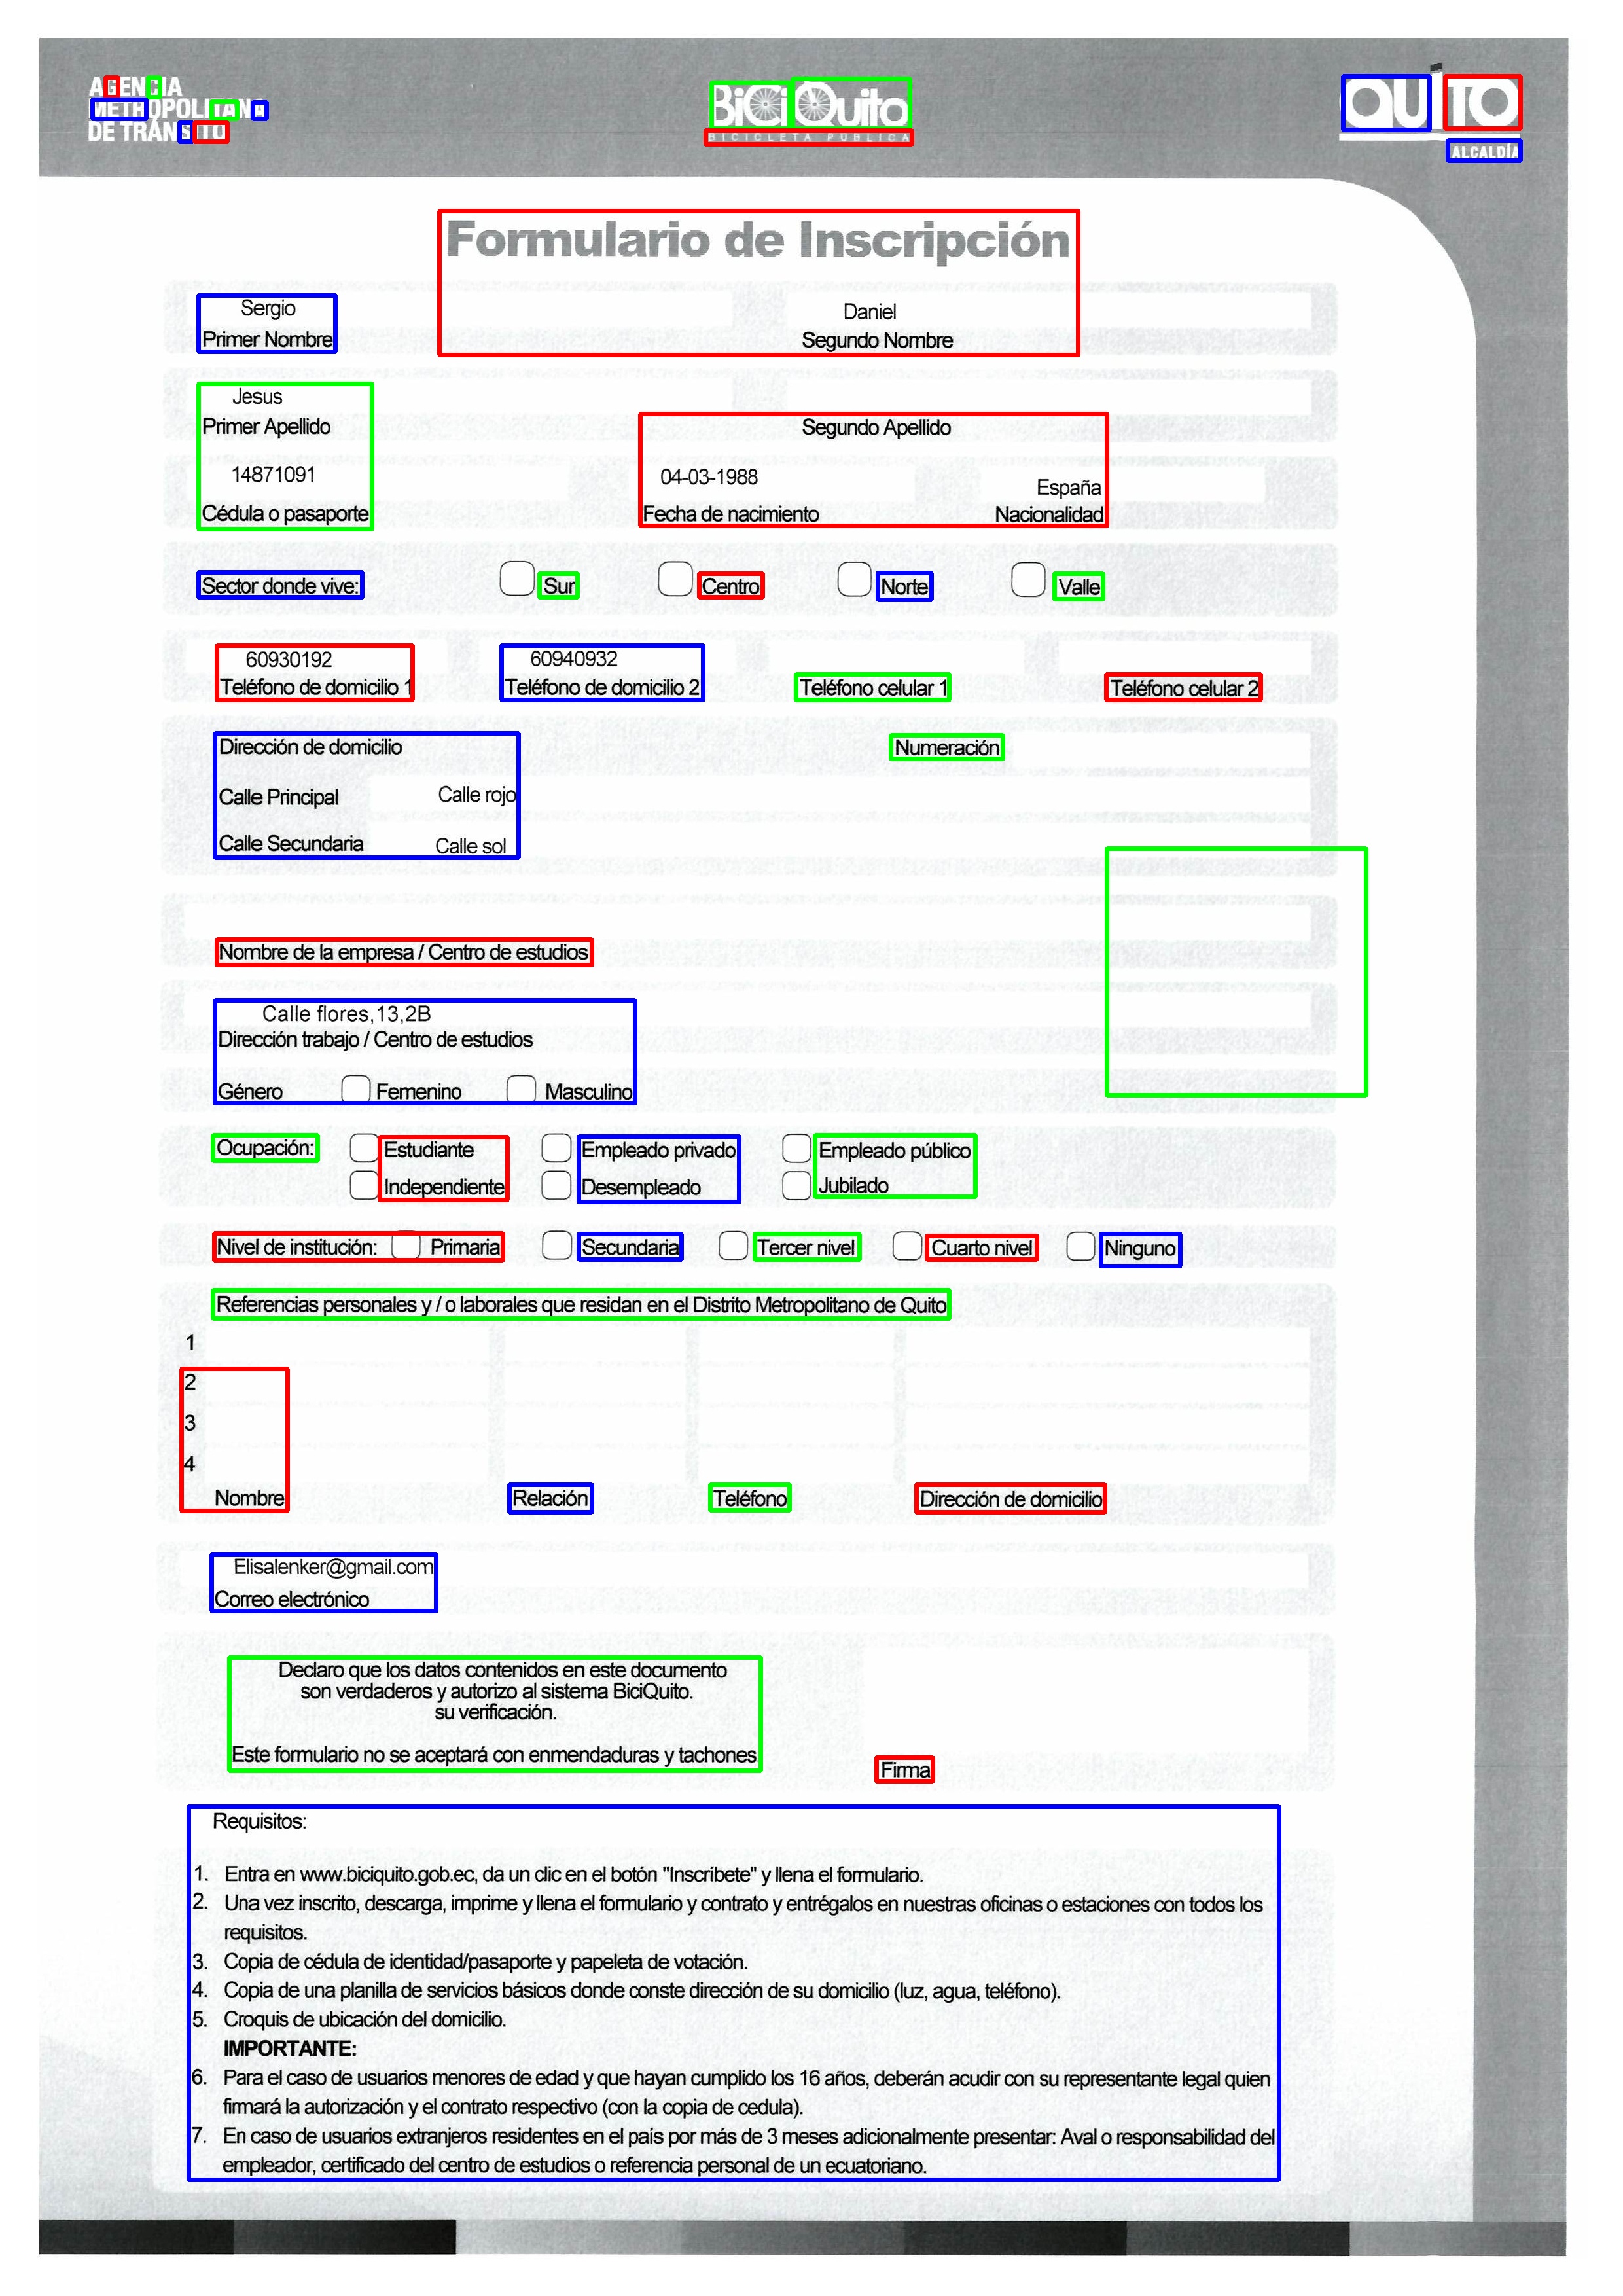 AGENCIA
METROPOLITANA
DE TRÁNSITO
BiciQuito
BICICLETA PÚBLICA
QUITO
ALCALDÍA
Formulario de Inscripción
Sergio Daniel
Primer Nombre Segundo Nombre
Jesus
Primer Apellido Segundo Apellido
14871091 04-03-1988 España
Cédula o pasaporte Fecha de nacimiento Nacionalidad
Sector donde vive: Sur Centro Norte Valle
60930192 60940932
Teléfono de domicilio 1 Teléfono de domicilio 2 Teléfono celular 1 Teléfono celular 2
Dirección de domicilio Numeración
Calle Principal Calle rojo
Calle Secundaria Calle sol
Nombre de la empresa / Centro de estudios
Calle flores,13,2B
Dirección trabajo / Centro de estudios
Género Femenino Masculino
Ocupación: Estudiante Empleado privado Empleado público
Independiente Desempleado Jubilado
Nivel de institución: Primaria Secundaria Tercer nivel Cuarto nivel Ninguno
Referencias personales y / o laborales que residan en el Distrito Metropolitano de Quito
1
2
3
4
Nombre Relación Teléfono Dirección de domicilio
Elisalenker@gmail.com
Correo electrónico
Declaro que los datos contenidos en este documento
son verdaderos y autorizo al sistema BiciQuito.
su verificación.
Este formulario no se aceptará con enmendaduras y tachones.
Firma
Requisitos:
1. Entra en www.biciquito.gob.ec, da un clic en el botón "Inscríbete" y llena el formulario.
2. Una vez inscrito, descarga, imprime y llena el formulario y contrato y entrégalos en nuestras oficinas o estaciones con todos los
requisitos.
3. Copia de cédula de identidad/pasaporte y papeleta de votación.
4. Copia de una planilla de servicios básicos donde conste dirección de su domicilio (luz, agua, teléfono).
5. Croquis de ubicación del domicilio.
IMPORTANTE:
6. Para el caso de usuarios menores de edad y que hayan cumplido los 16 años, deberán acudir con su representante legal quien
firmará la autorización y el contrato respectivo (con la copia de cedula).
7. En caso de usuarios extranjeros residentes en el país por más de 3 meses adicionalmente presentar: Aval o responsabilidad del
empleador, certificado del centro de estudios o referencia personal de un ecuatoriano.